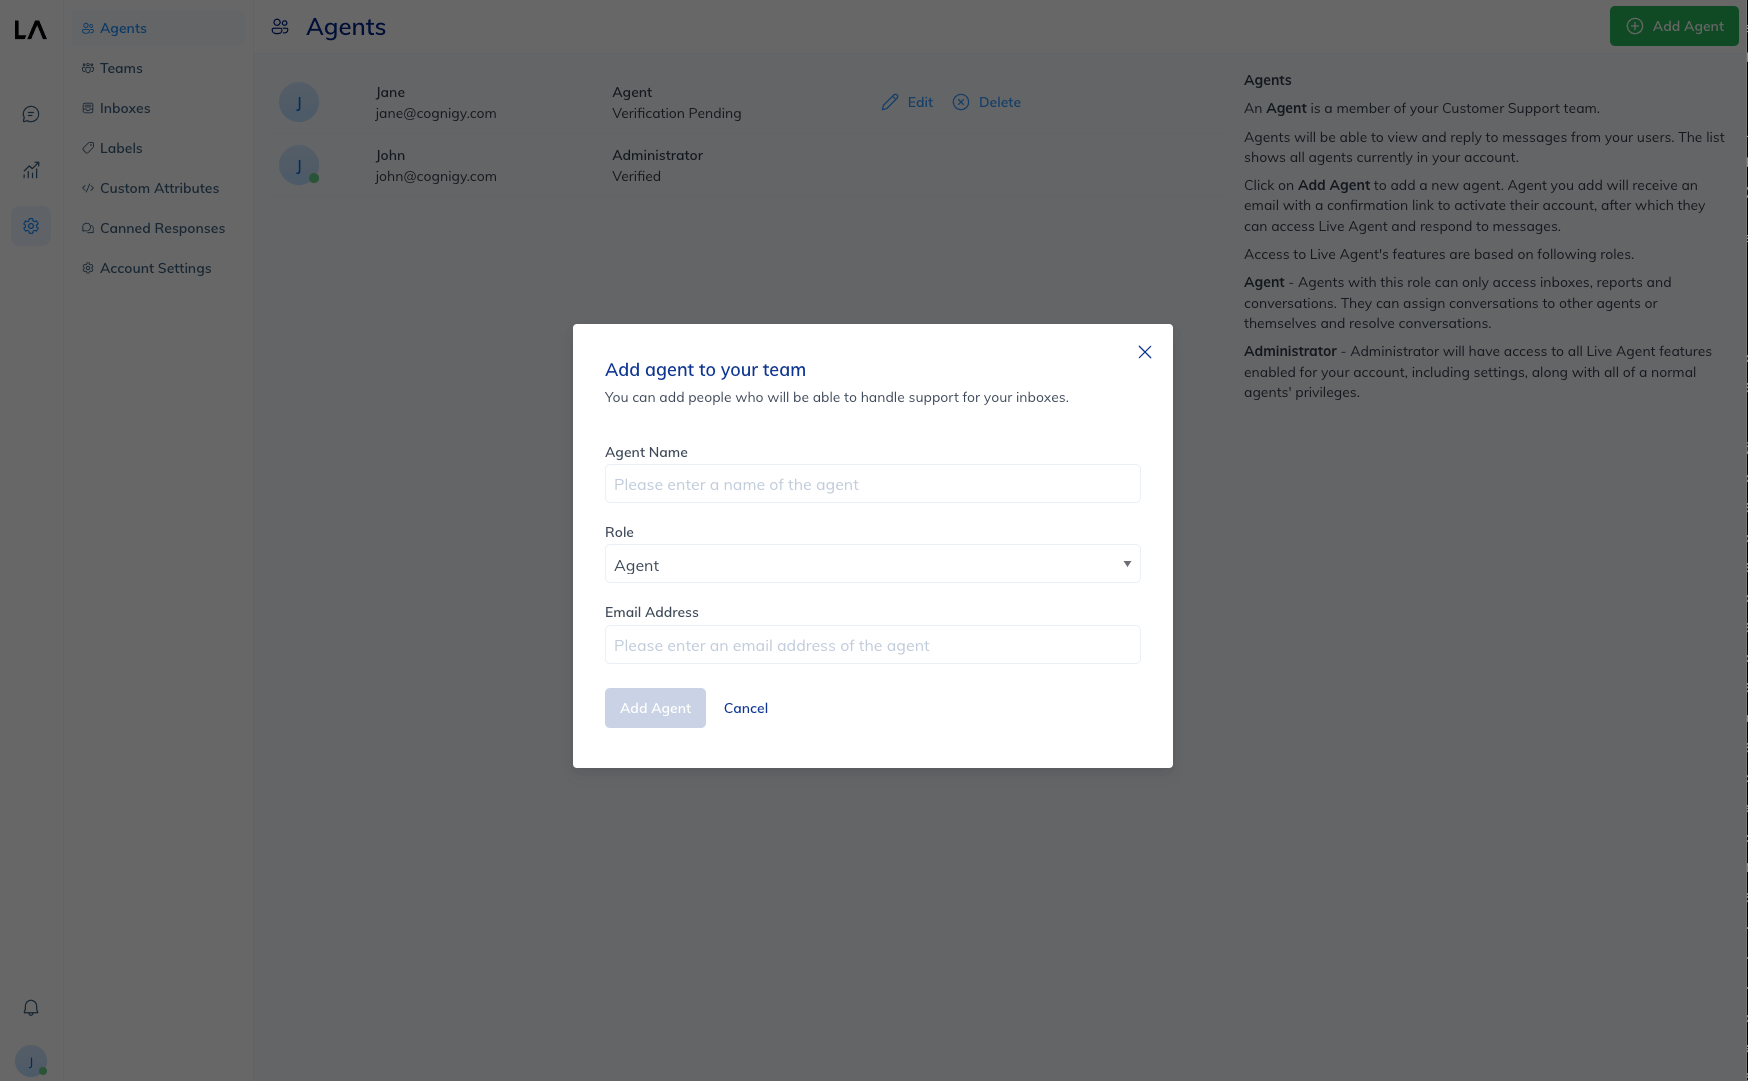 LA
Agents
Teams
Inboxes
Labels
Custom Attributes
Canned Responses
Account Settings
J
Agents
Add Agent
J
Jane
jane@cognigy.com
Agent
Verification Pending
Edit
Delete
J
John
john@cognigy.com
Administrator
Verified
Agents
An Agent is a member of your Customer Support team.
Agents will be able to view and reply to messages from your users. The list
shows all agents currently in your account.
Click on Add Agent to add a new agent. Agent you add will receive an
email with a confirmation link to activate their account, after which they
can access Live Agent and respond to messages.
Access to Live Agent's features are based on following roles.
Agent - Agents with this role can only access inboxes, reports and
conversations. They can assign conversations to other agents or
themselves and resolve conversations.
Administrator - Administrator will have access to all Live Agent features
enabled for your account, including settings, along with all of a normal
agents' privileges.
Add agent to your team
You can add people who will be able to handle support for your inboxes.
Agent Name
Please enter a name of the agent
Role
Agent
Email Address
Please enter an email address of the agent
Add Agent
Cancel